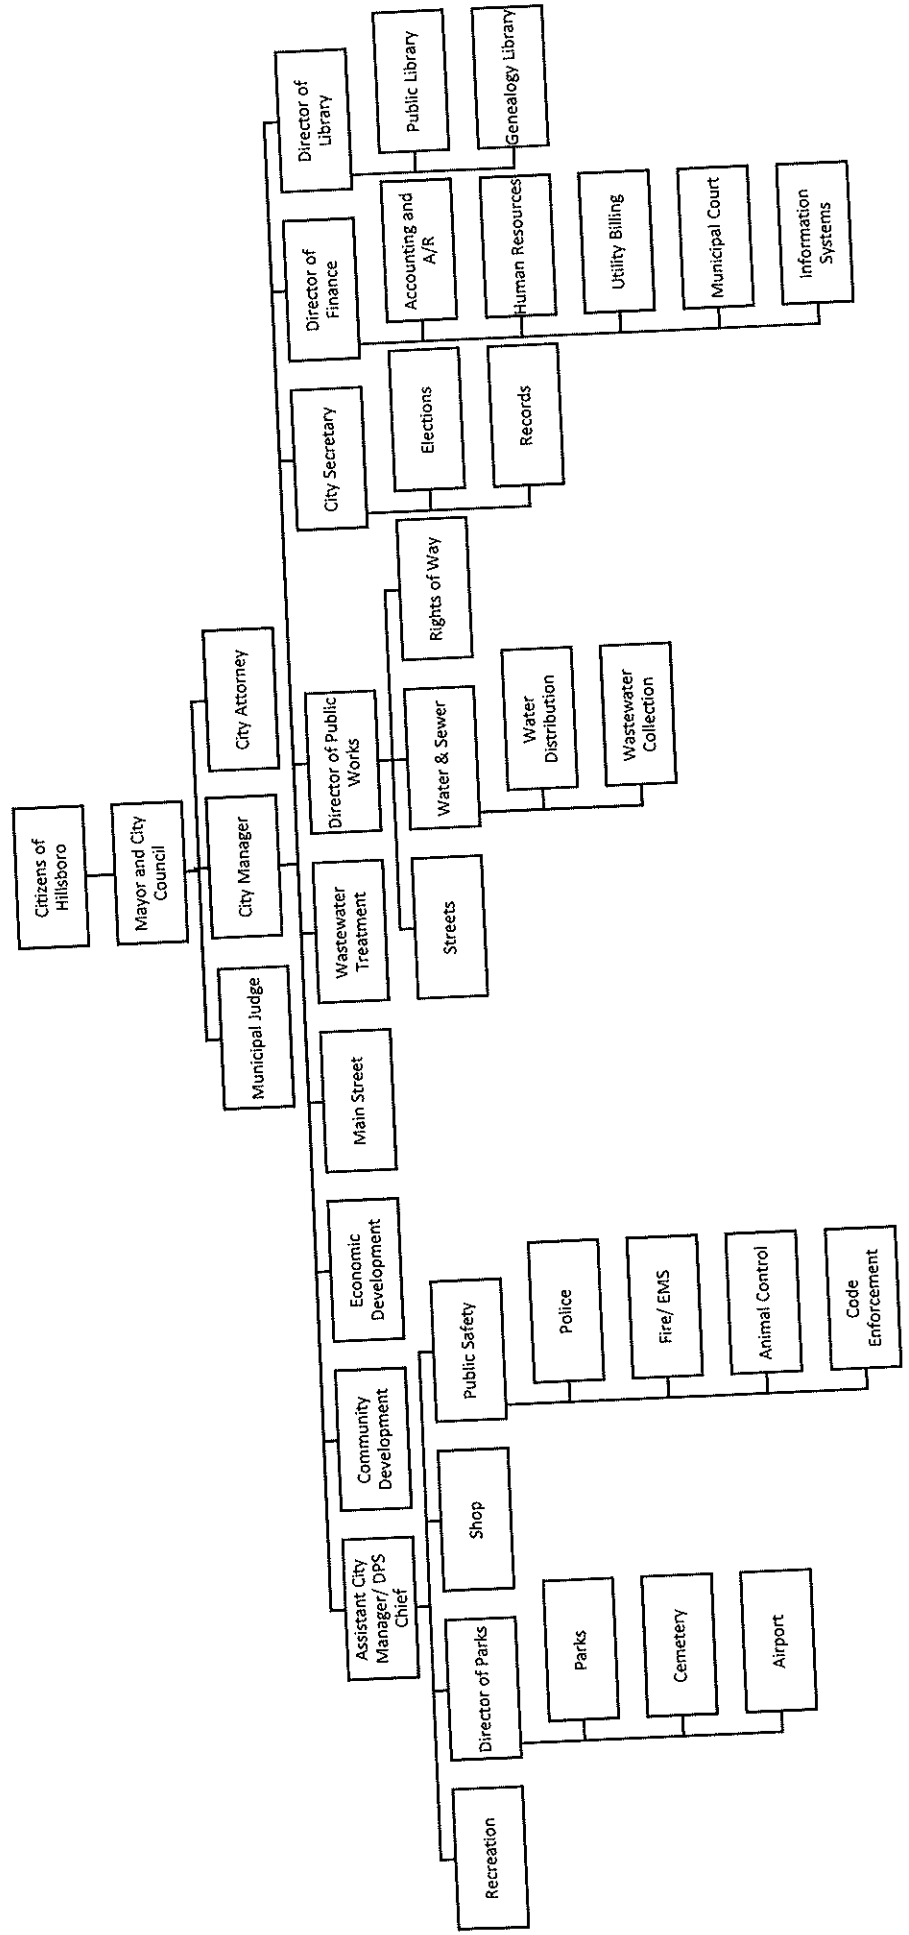 Citizens of
Hillsboro
Mayor and City
Council
Municipal Judge
City Manager
City Attorney
Assistant City
Manager/ DPS
Chief
Community
Development
Economic
Development
Main Street
Wastewater
Treatment
Director of Public
Works
City Secretary
Director of
Finance
Director of
Library
Recreation
Director of Parks
Shop
Public Safety
Parks
Cemetery
Airport
Police
Fire/ EMS
Animal Control
Code
Enforcement
Streets
Water & Sewer
Rights of Way
Water
Distribution
Wastewater
Collection
Elections
Records
Accounting and
A/R
Human Resources
Utility Billing
Municipal Court
Information
Systems
Public Library
Genealogy Library